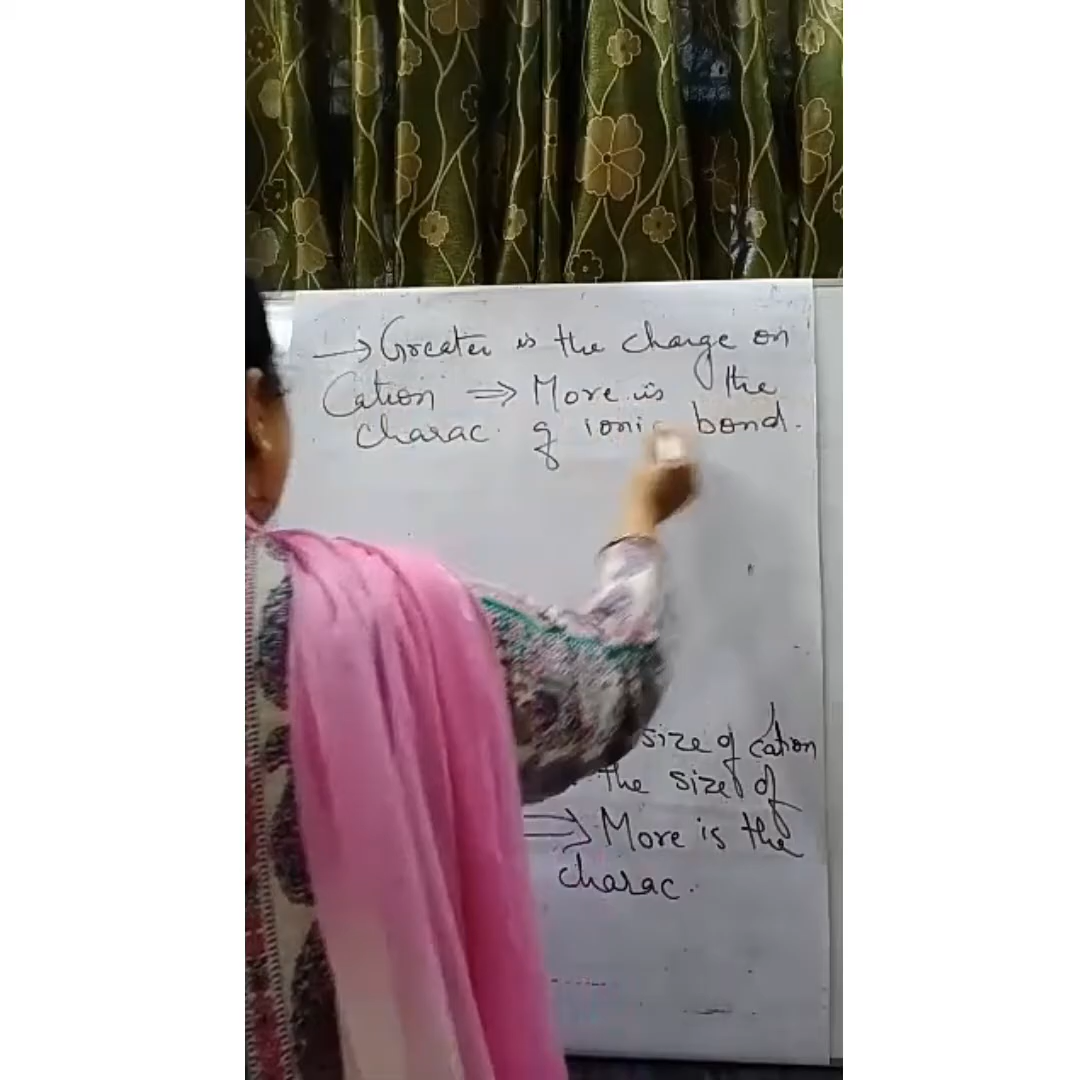 → Greater is the charge on
Cation ⇒ More is the
charac. of ionic bond.
size of cation
the size of
⇒ More is the
charac.